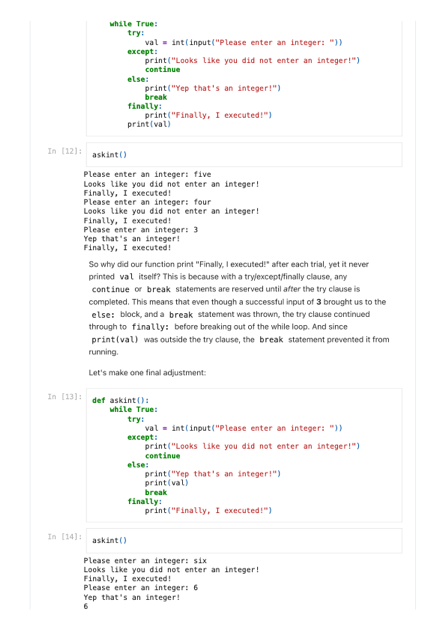 while True:
try:
val = int(input("Please enter an integer: "))
except:
print("Looks like you did not enter an integer!")
continue
else:
print("Yep that's an integer!")
break
finally:
print("Finally, I executed!")
print(val)
In [12]: askint()
Please enter an integer: five
Looks like you did not enter an integer!
Finally, I executed!
Please enter an integer: four
Looks like you did not enter an integer!
Finally, I executed!
Please enter an integer: 3
Yep that's an integer!
Finally, I executed!
So why did our function print "Finally, I executed!" after each trial, yet it never
printed val itself? This is because with a try/except/finally clause, any
continue or break statements are reserved until after the try clause is
completed. This means that even though a successful input of 3 brought us to the
else: block, and a break statement was thrown, the try clause continued
through to finally: before breaking out of the while loop. And since
print(val) was outside the try clause, the break statement prevented it from
running.
Let's make one final adjustment:
In [13]: def askint():
while True:
try:
val = int(input("Please enter an integer: "))
except:
print("Looks like you did not enter an integer!")
continue
else:
print("Yep that's an integer!")
print(val)
break
finally:
print("Finally, I executed!")
In [14]: askint()
Please enter an integer: six
Looks like you did not enter an integer!
Finally, I executed!
Please enter an integer: 6
Yep that's an integer!
6